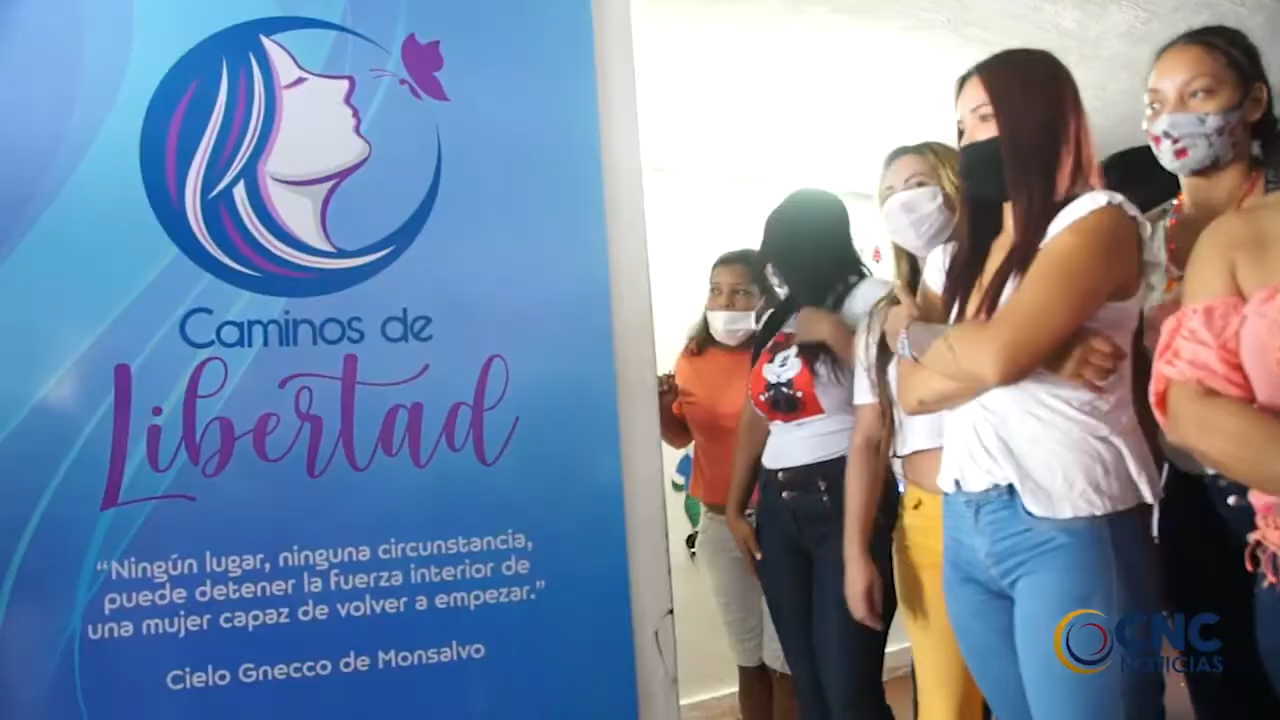 Caminos de
Libertad
“Ningún lugar, ninguna circunstancia,
puede detener la fuerza interior de
una mujer capaz de volver a empezar.”
Cielo Gnecco de Monsalvo
CNC
NOTICIAS